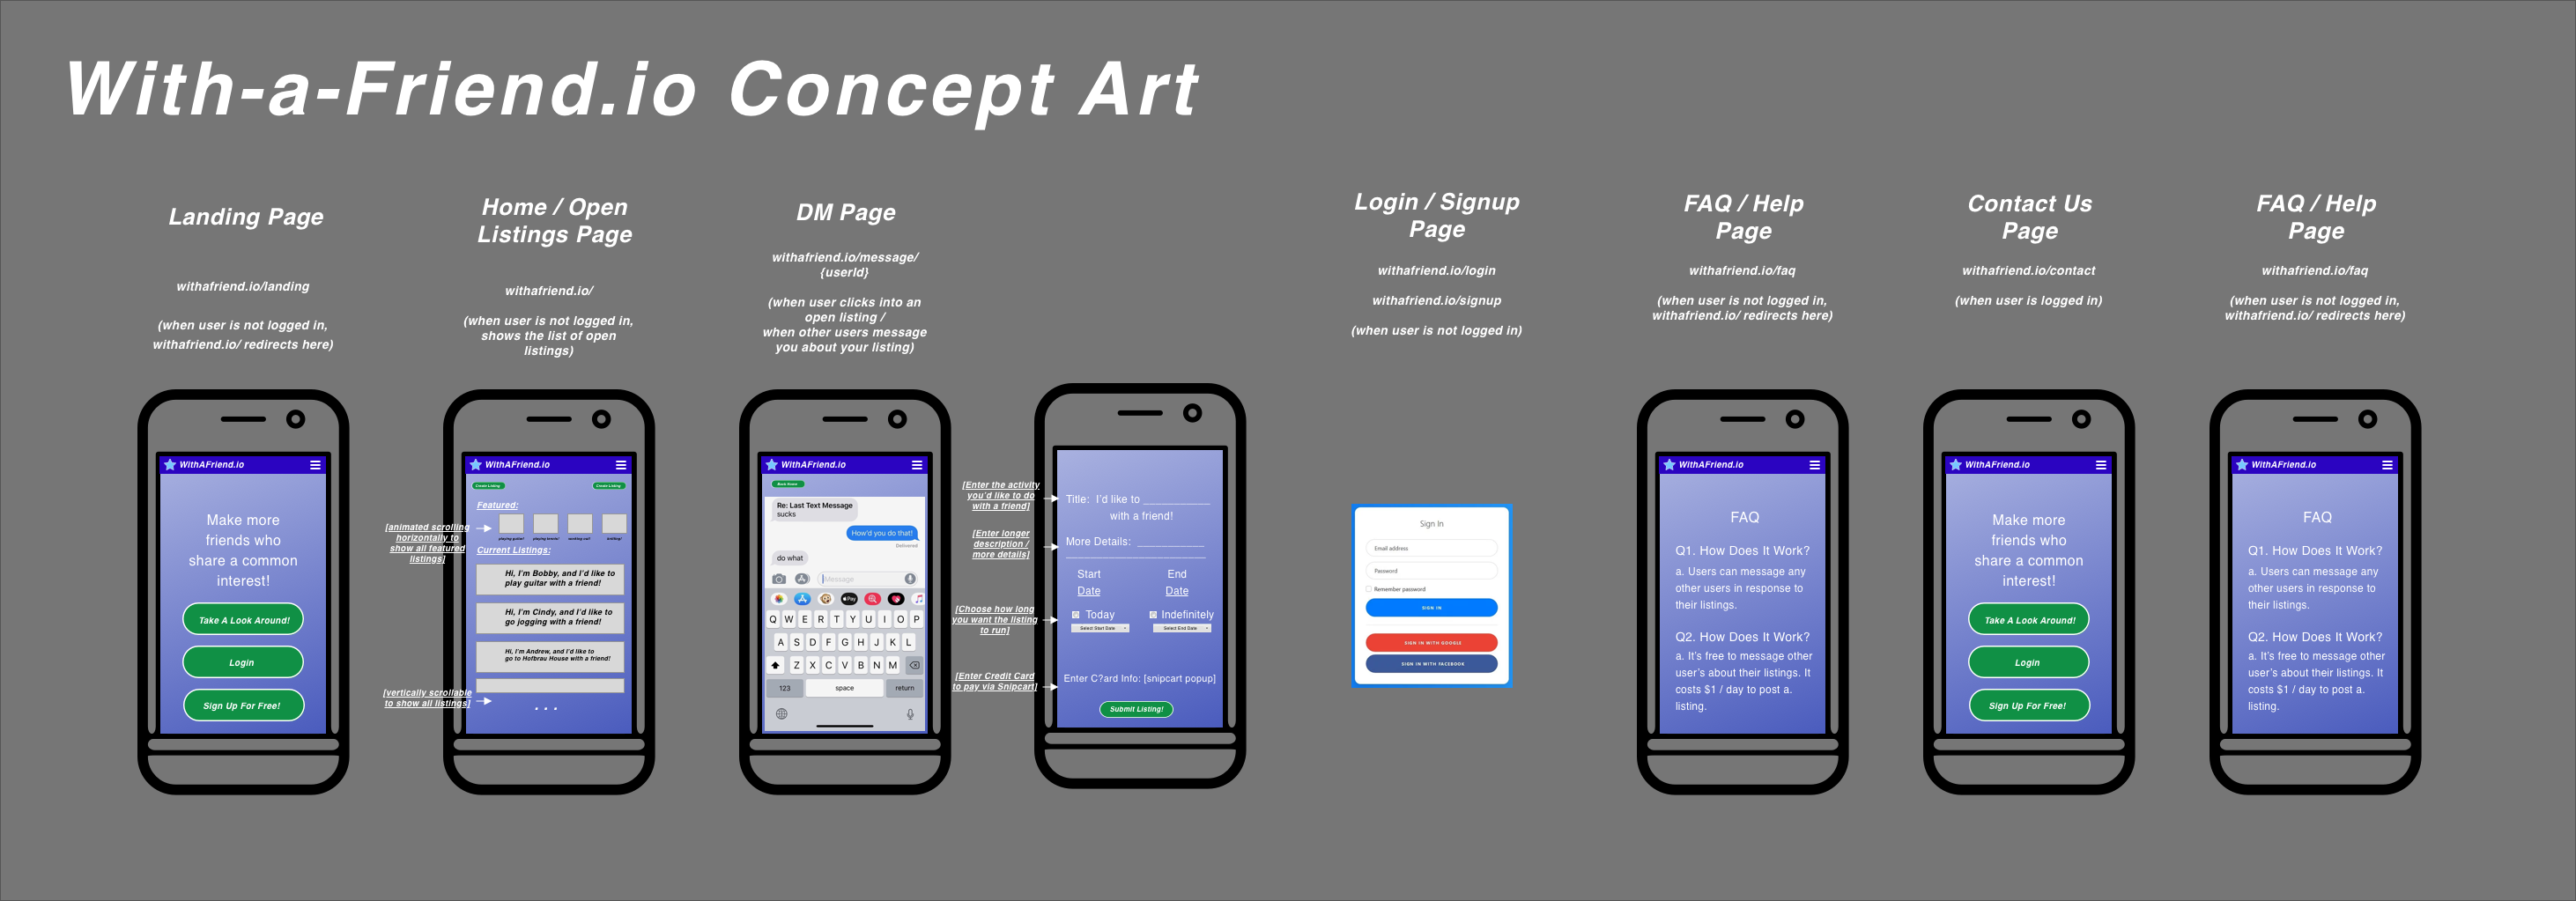 With-a-Friend.io Concept Art
Landing Page
withafriend.io/landing
(when user is not logged in,
withafriend.io/ redirects here)
WithAFriend.io
Make more
friends who
share a common
interest!
Take A Look Around!
Login
Sign Up For Free!
Home / Open
Listings Page
withafriend.io/
(when user is not logged in,
shows the list of open
listings)
WithAFriend.io
Create Listing
Create Listing
Featured:
[animated scrolling
horizontally to
show all featured
listings]
playing guitar!
playing tennis!
working out!
knitting!
Current Listings:
Hi, I'm Bobby, and I'd like to
play guitar with a friend!
Hi, I'm Cindy, and I'd like to
go jogging with a friend!
Hi, I'm Andrew, and I'd like to
go to Hofbrau House with a friend!
[vertically scrollable
to show all listings]
. . .
DM Page
withafriend.io/message/
{userId}
(when user clicks into an
open listing /
when other users message
you about your listing)
WithAFriend.io
Back Home
Re: Last Text Message
sucks
How'd you do that!
Delivered
do what
Message
Pay
Q W E R T Y U I O P
A S D F G H J K L
Z X C V B N M
123 space return
[Enter the activity
you'd like to do
with a friend]
Title: I'd like to ___________
with a friend!
[Enter longer
description /
more details]
More Details: ___________
Start
Date
End
Date
[Choose how long
you want the listing
to run]
Today
Indefinitely
Select Start Date
Select End Date
[Enter Credit Card
to pay via Snipcart]
Enter C?ard Info: [snipcart popup]
Submit Listing!
Login / Signup
Page
withafriend.io/login
withafriend.io/signup
(when user is not logged in)
Sign In
Email address
Password
Remember password
SIGN IN
SIGN IN WITH GOOGLE
SIGN IN WITH FACEBOOK
FAQ / Help
Page
withafriend.io/faq
(when user is not logged in,
withafriend.io/ redirects here)
WithAFriend.io
FAQ
Q1. How Does It Work?
a. Users can message any
other users in response to
their listings.
Q2. How Does It Work?
a. It's free to message other
user's about their listings. It
costs $1 / day to post a.
listing.
Contact Us
Page
withafriend.io/contact
(when user is logged in)
WithAFriend.io
Make more
friends who
share a common
interest!
Take A Look Around!
Login
Sign Up For Free!
FAQ / Help
Page
withafriend.io/faq
(when user is not logged in,
withafriend.io/ redirects here)
WithAFriend.io
FAQ
Q1. How Does It Work?
a. Users can message any
other users in response to
their listings.
Q2. How Does It Work?
a. It's free to message other
user's about their listings. It
costs $1 / day to post a.
listing.